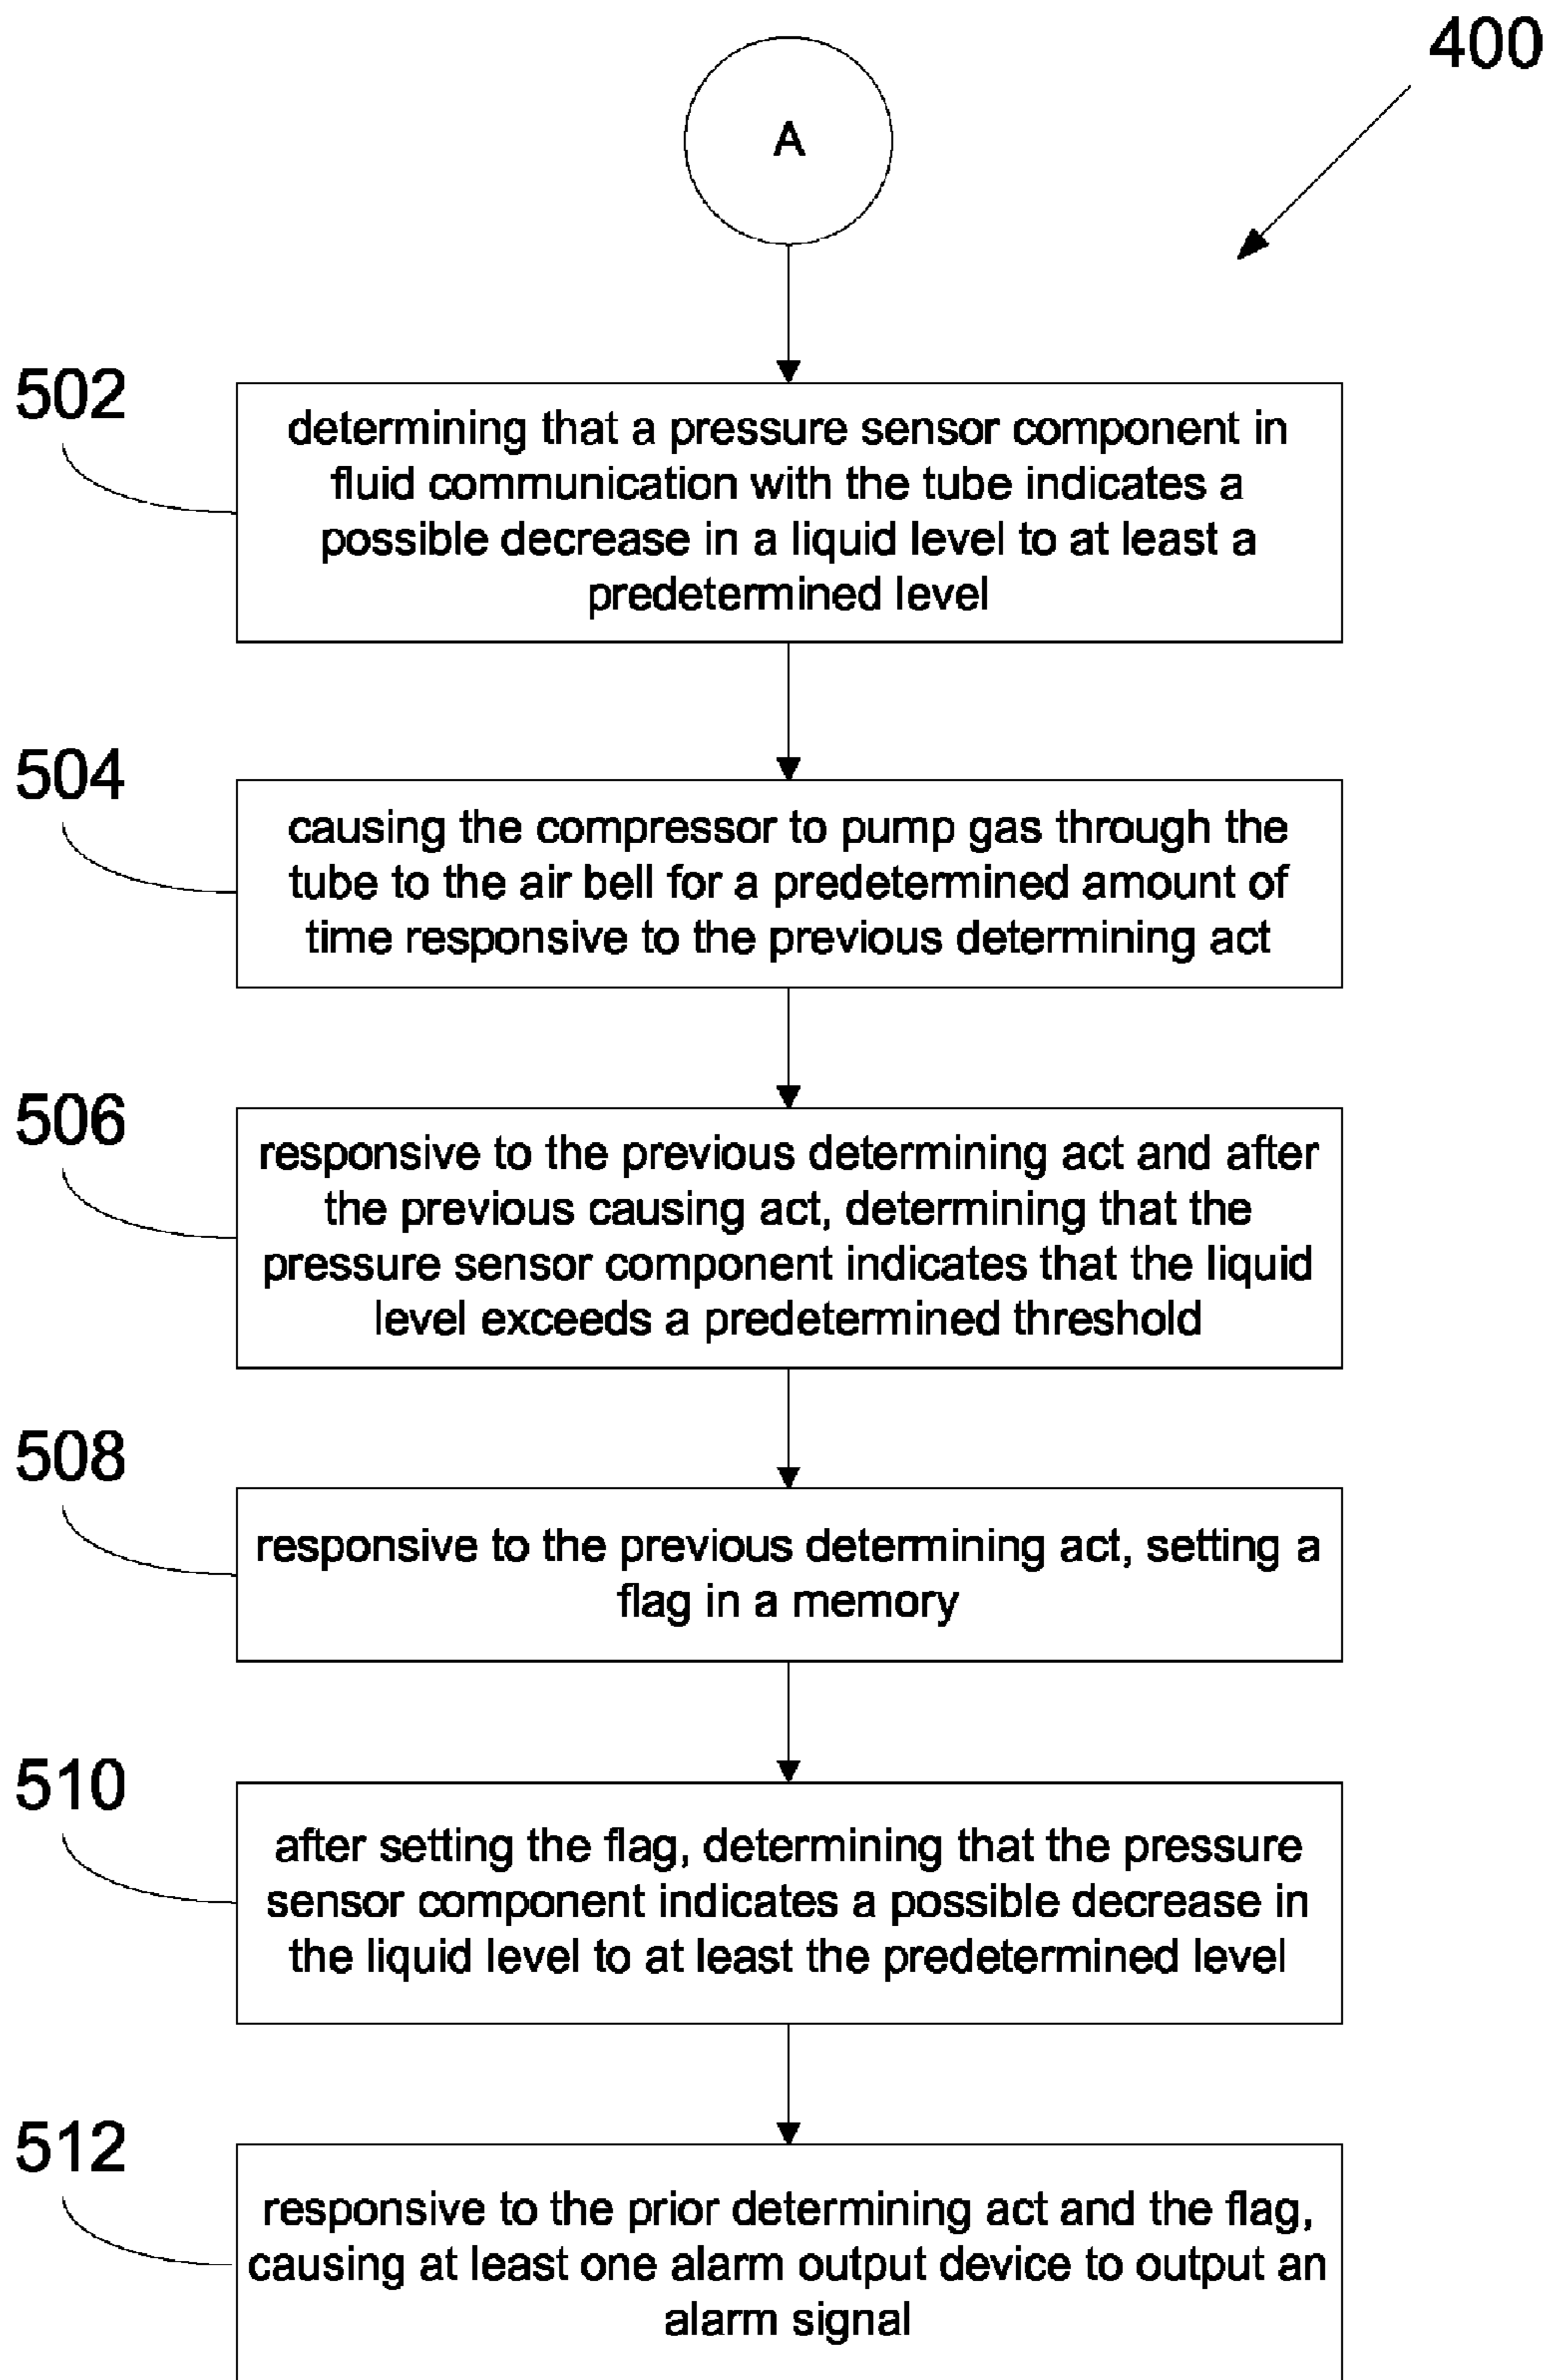 400
A
502
determining that a pressure sensor component in
fluid communication with the tube indicates a
possible decrease in a liquid level to at least a
predetermined level
504
causing the compressor to pump gas through the
tube to the air bell for a predetermined amount of
time responsive to the previous determining act
506
responsive to the previous determining act and after
the previous causing act, determining that the
pressure sensor component indicates that the liquid
level exceeds a predetermined threshold
508
responsive to the previous determining act, setting a
flag in a memory
510
after setting the flag, determining that the pressure
sensor component indicates a possible decrease in
the liquid level to at least the predetermined level
512
responsive to the prior determining act and the flag,
causing at least one alarm output device to output an
alarm signal